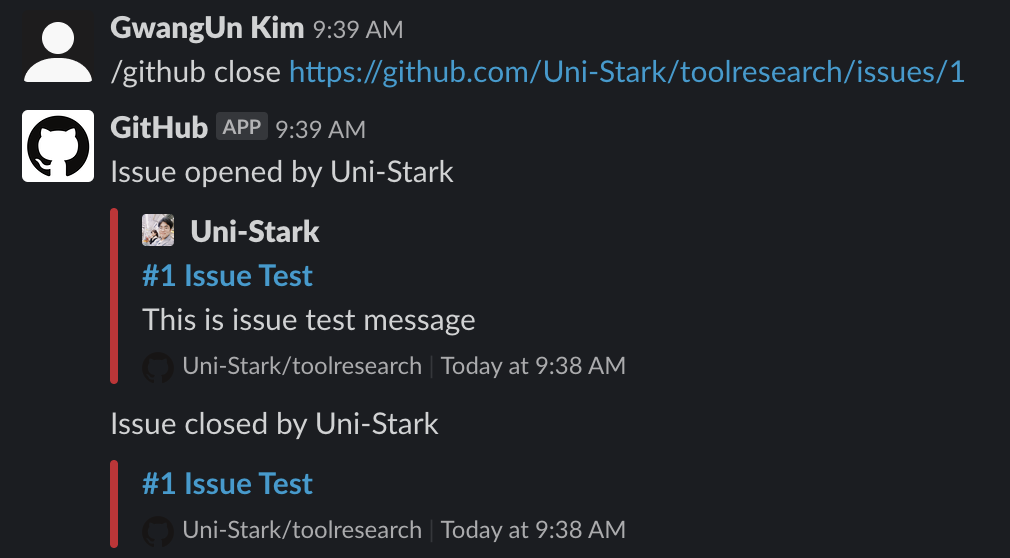 GwangUn Kim 9:39 AM
/github close https://github.com/Uni-Stark/toolresearch/issues/1
GitHub APP 9:39 AM
Issue opened by Uni-Stark
Uni-Stark
#1 Issue Test
This is issue test message
Uni-Stark/toolresearch | Today at 9:38 AM
Issue closed by Uni-Stark
#1 Issue Test
Uni-Stark/toolresearch | Today at 9:38 AM